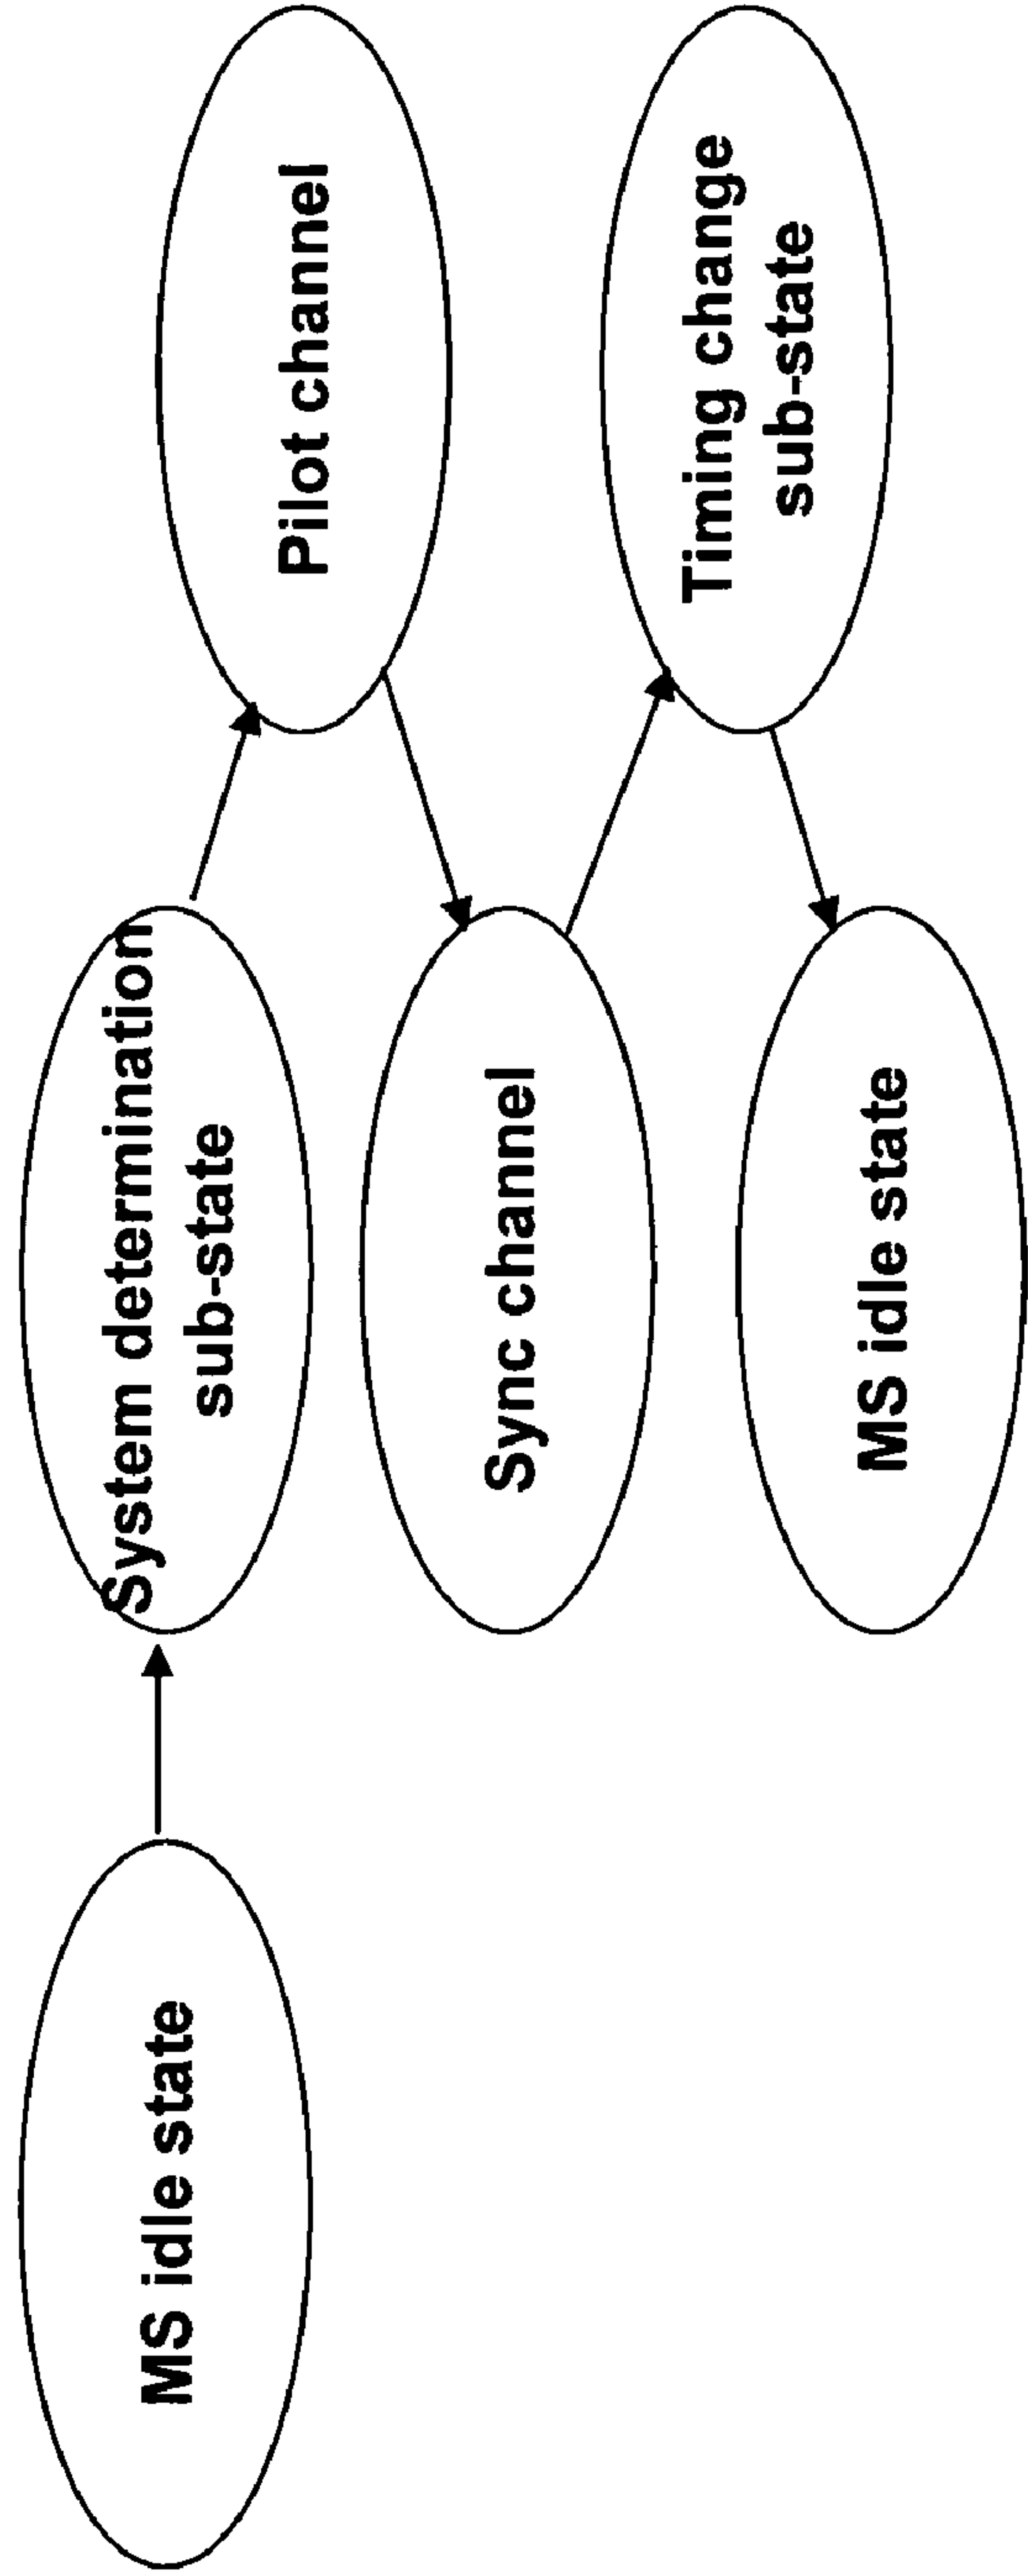 MS idle state
System determination
sub-state
Pilot channel
Sync channel
Timing change
sub-state
MS idle state